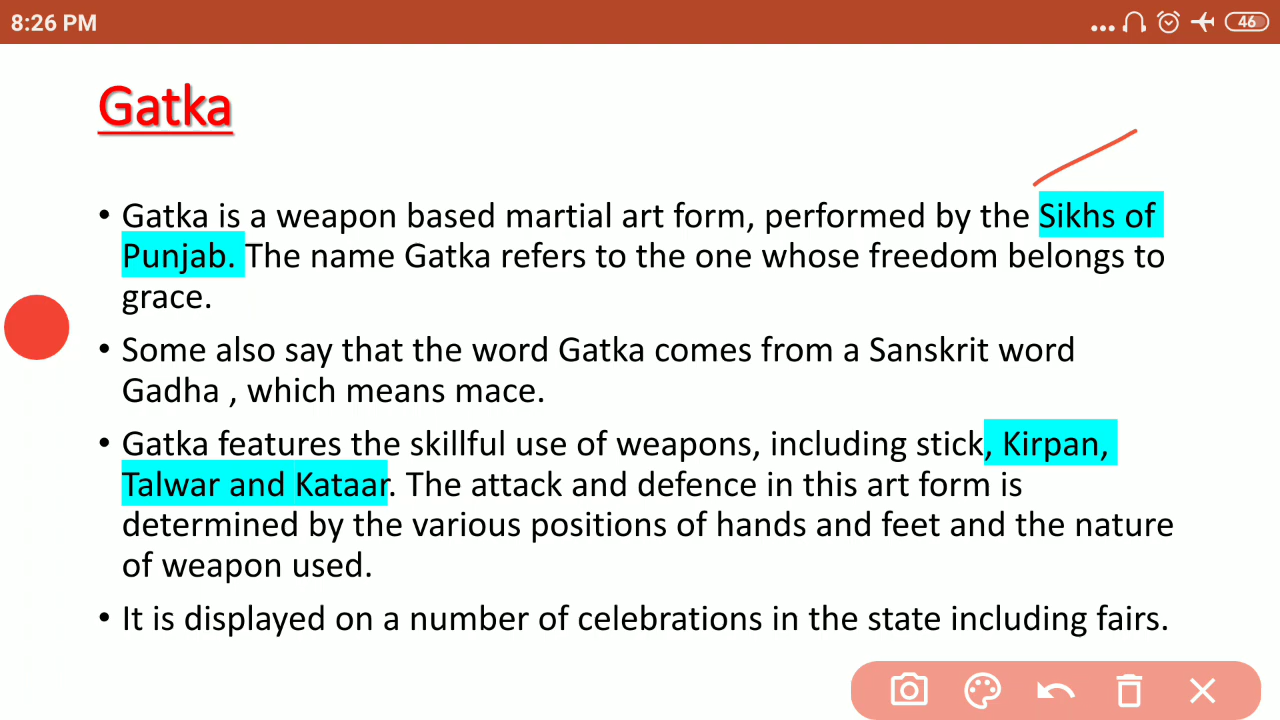 8:26 PM
46
Gatka
• Gatka is a weapon based martial art form, performed by the Sikhs of
Punjab. The name Gatka refers to the one whose freedom belongs to
grace.
• Some also say that the word Gatka comes from a Sanskrit word
Gadha , which means mace.
• Gatka features the skillful use of weapons, including stick, Kirpan,
Talwar and Kataar. The attack and defence in this art form is
determined by the various positions of hands and feet and the nature
of weapon used.
• It is displayed on a number of celebrations in the state including fairs.